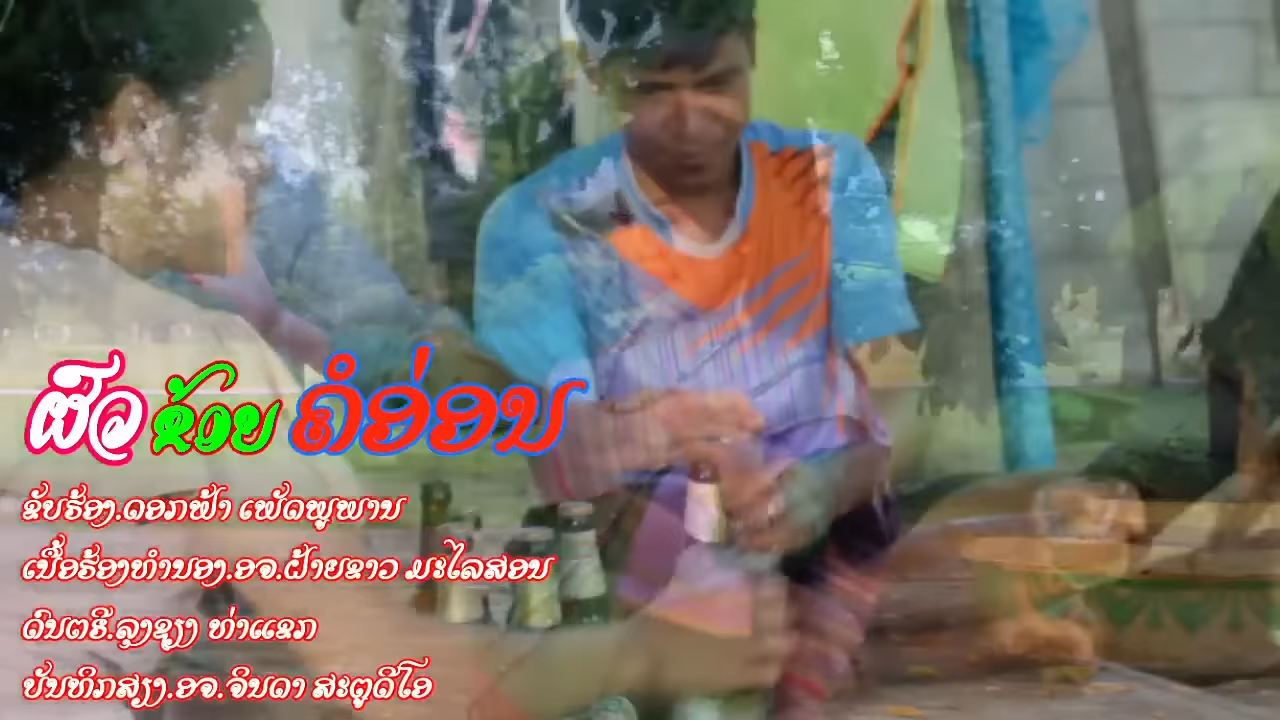 ຜົວ ຂ້ອຍ ຄໍອ່ອນ
ຂັບຮ້ອງ.ດອກຟ້າ ເພັດພູພານ
ເນື້ອຮ້ອງທຳນອງ.ອຈ.ຝ້າຍຂາວ ມະໄລສອນ
ດົນຕຣີ.ລຸງຊຽງ ທ່າແຂກ
ບັນທຶກສຽງ.ອຈ.ຈິນດາ ສະຕູດິໂອ